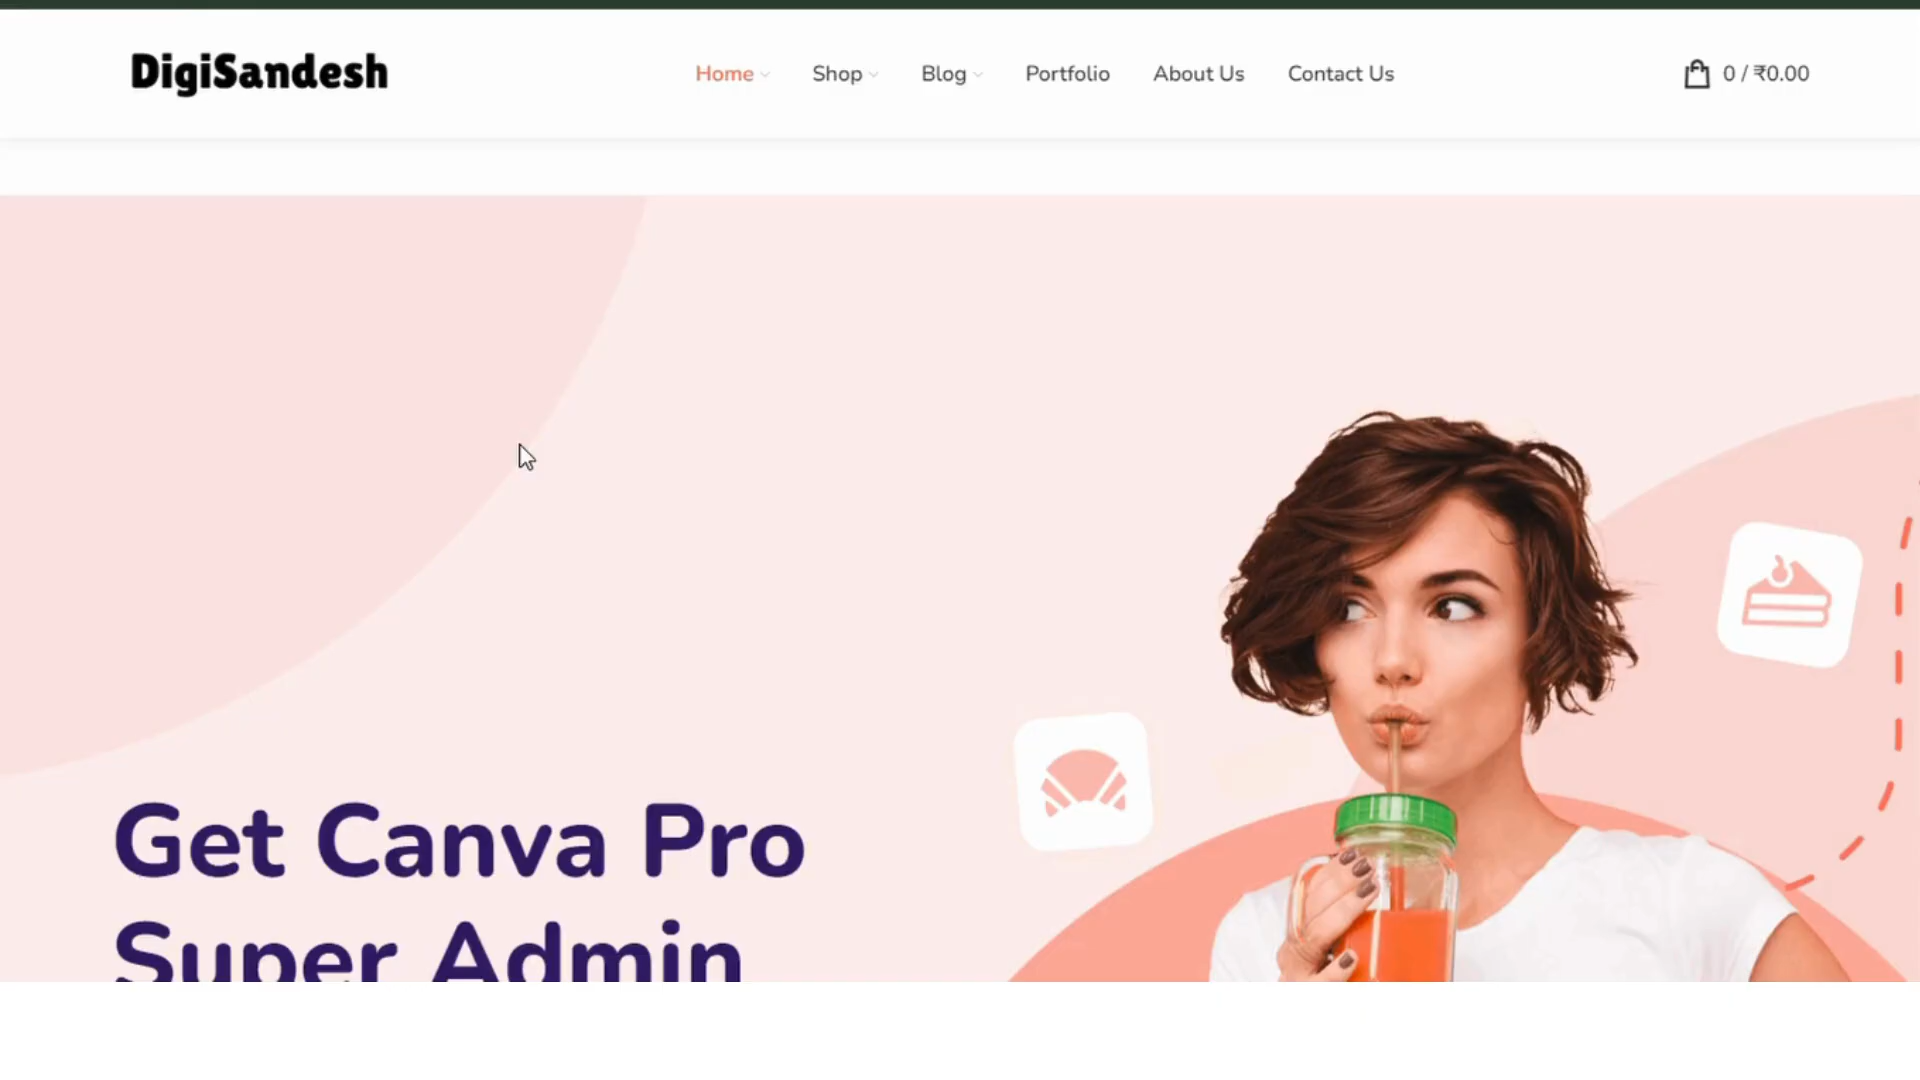 DigiSandesh
Home Shop Blog Portfolio About Us Contact Us 0 / ₹0.00
Get Canva Pro
Super Admin